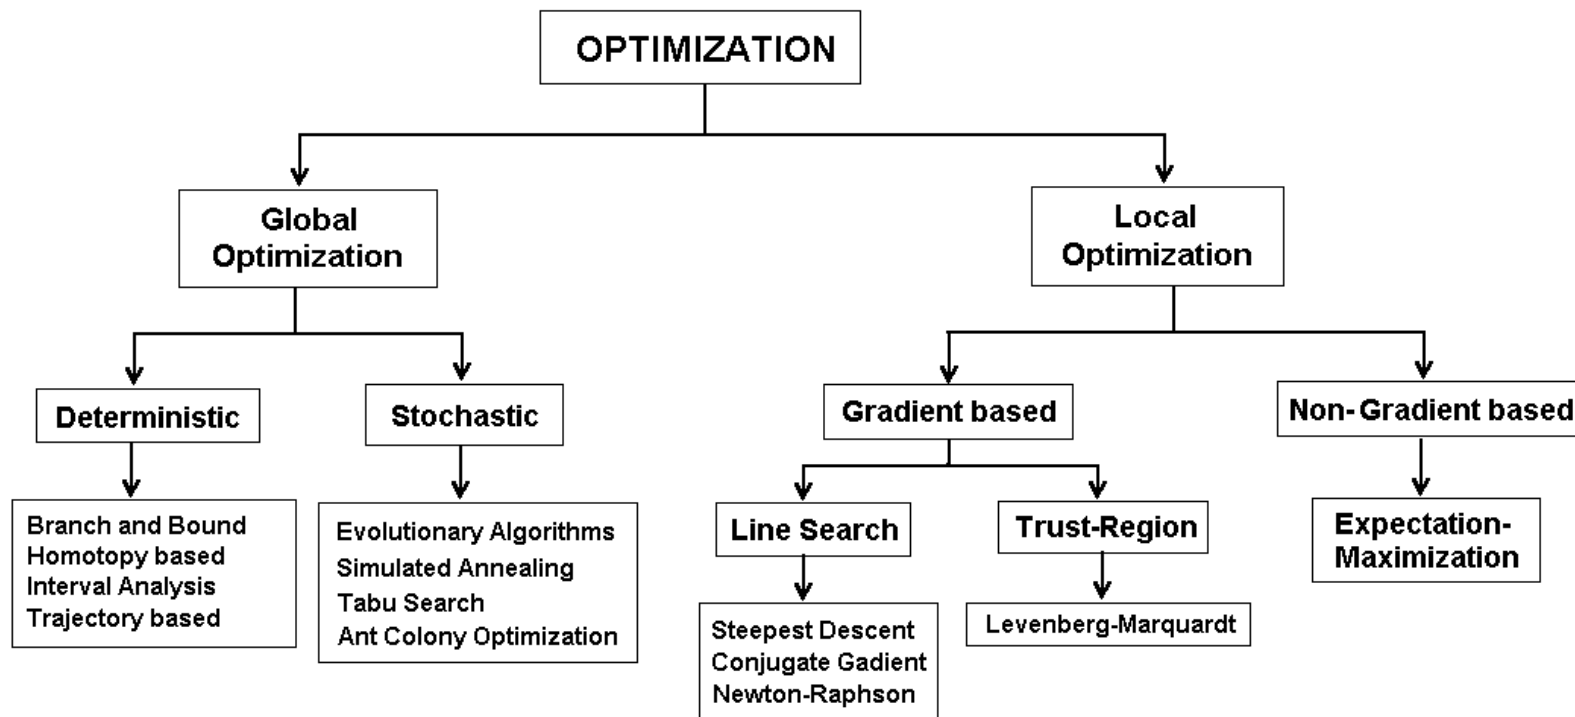 OPTIMIZATION
Global
Optimization
Local
Optimization
Deterministic
Stochastic
Gradient based
Non-Gradient based
Branch and Bound
Homotopy based
Interval Analysis
Trajectory based
Evolutionary Algorithms
Simulated Annealing
Tabu Search
Ant Colony Optimization
Line Search
Trust-Region
Expectation-
Maximization
Steepest Descent
Conjugate Gadient
Newton-Raphson
Levenberg-Marquardt